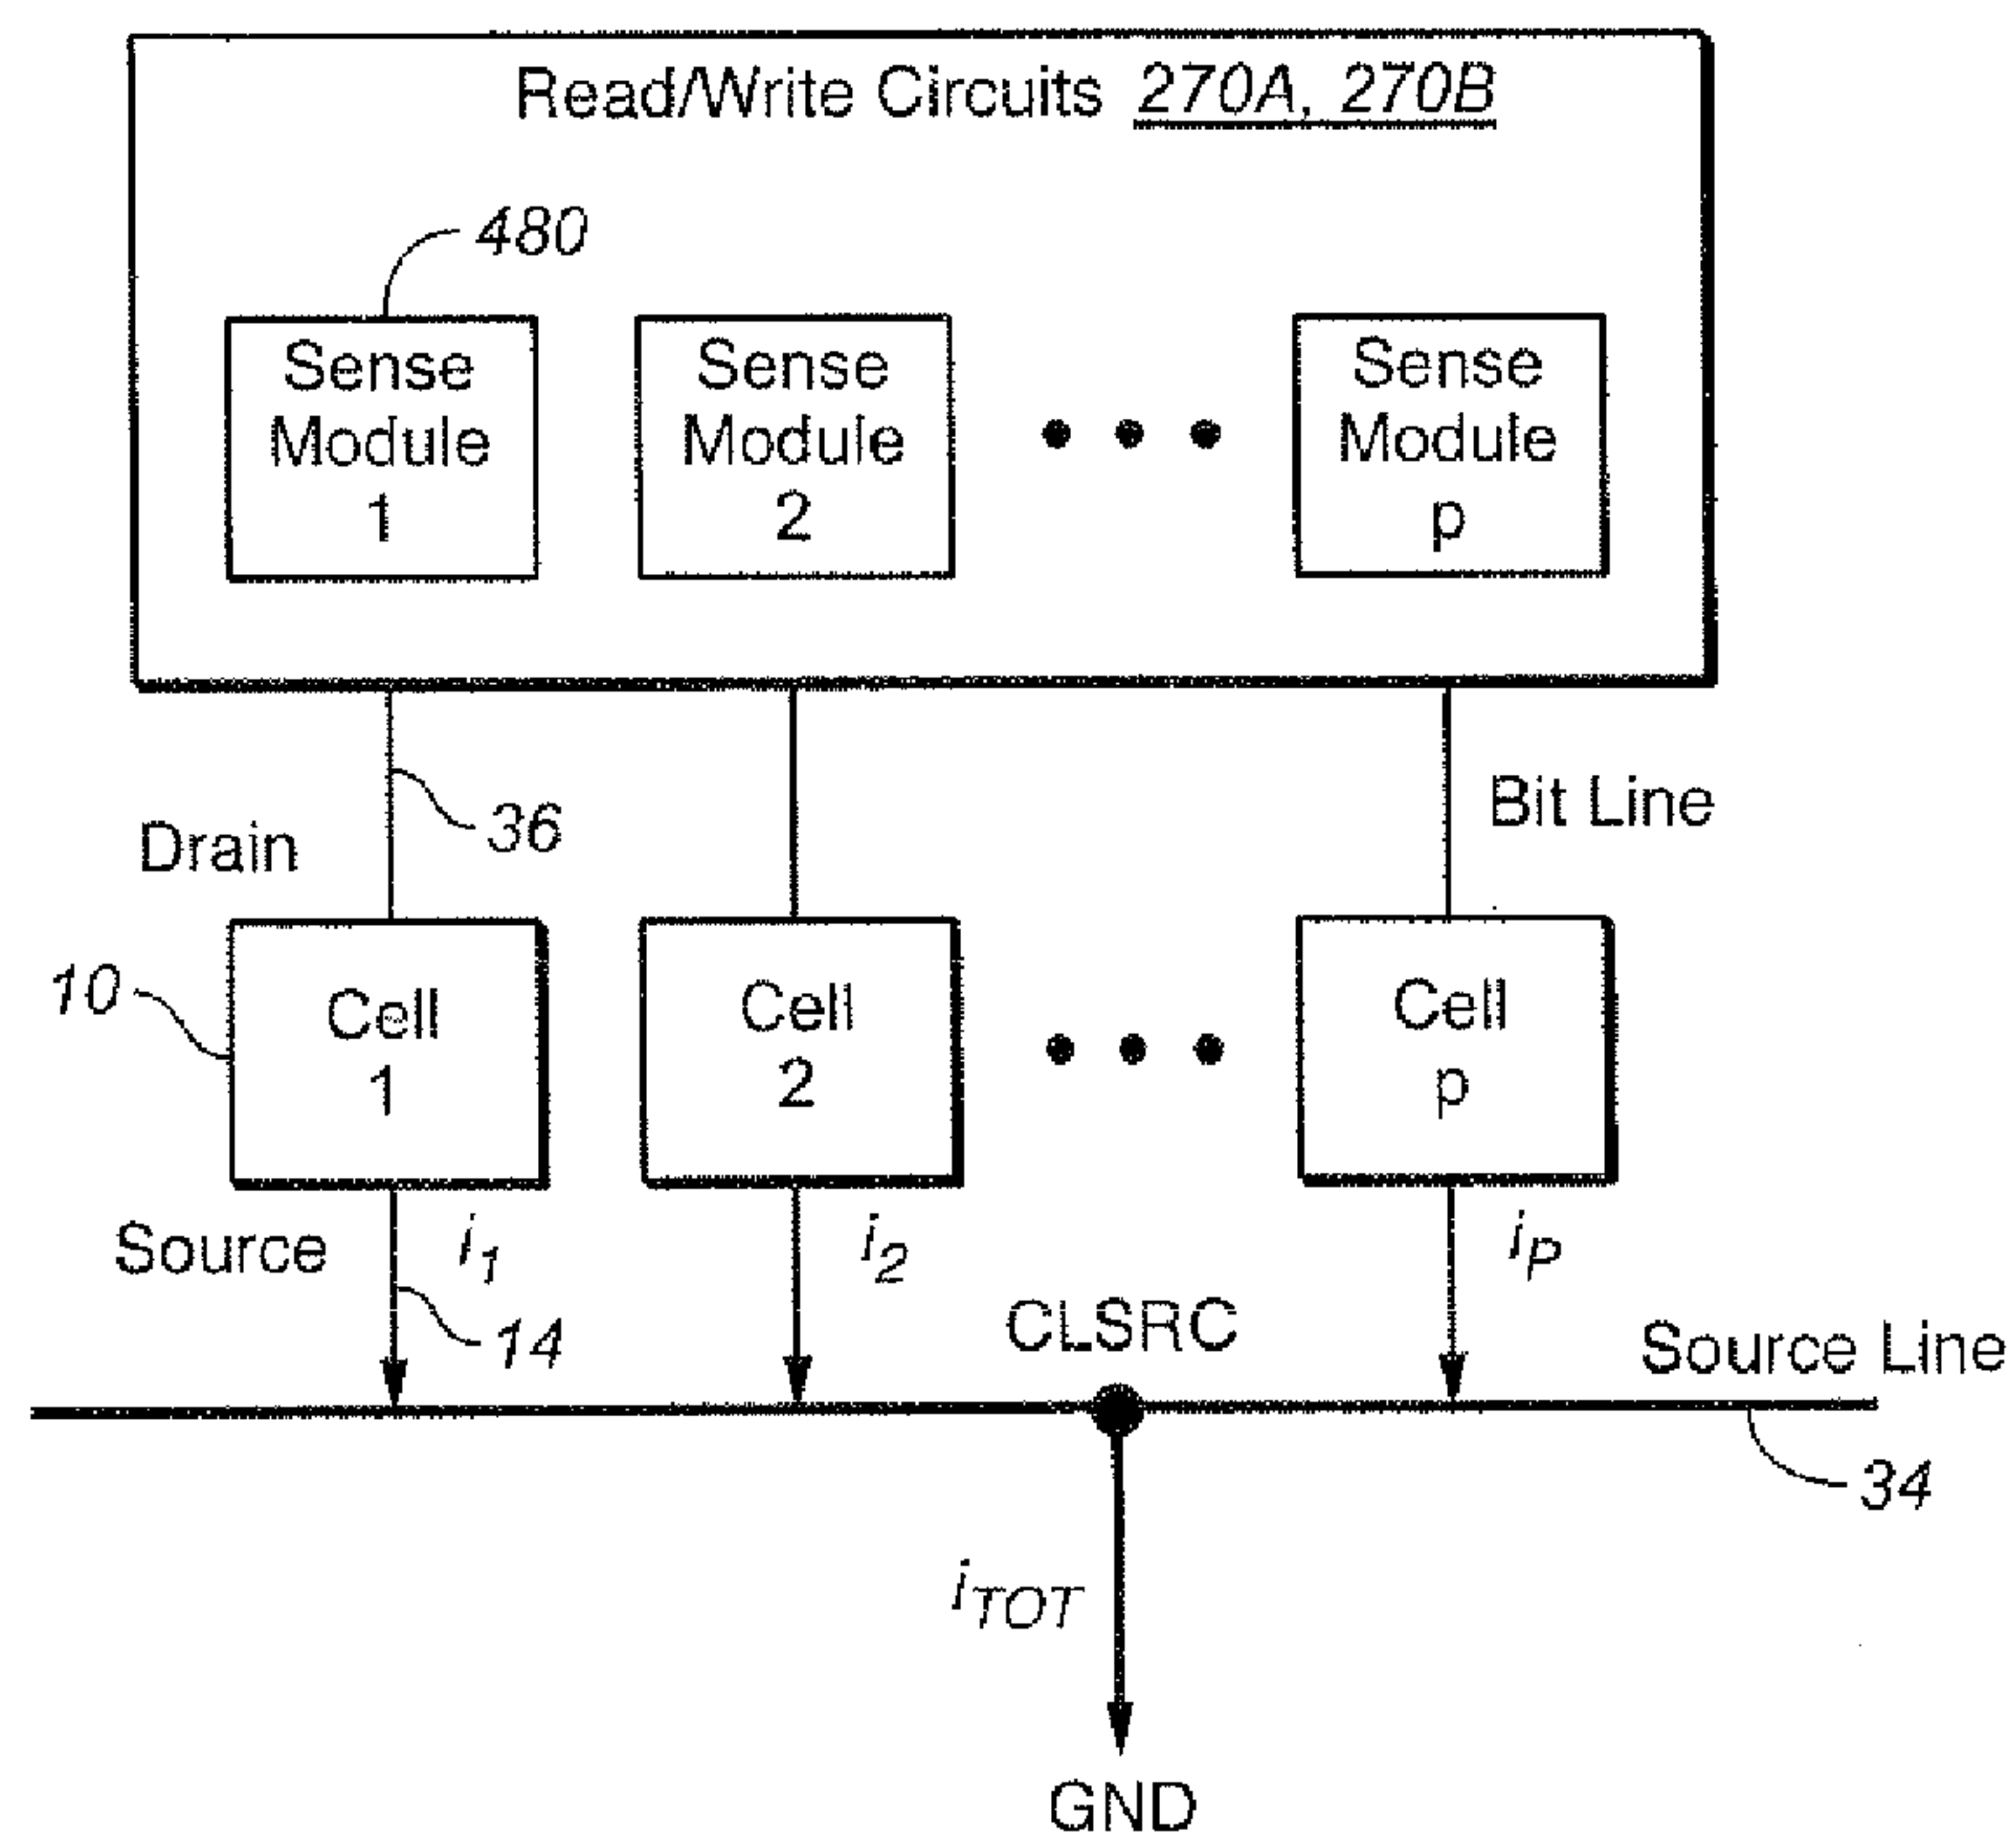 Read/Write Circuits 270A, 270B
480
Sense
Module
1
Sense
Module
2
Sense
Module
p
36
Drain
Bit Line
10
Cell
1
Cell
2
Cell
p
Source
i1
i2
iP
14
CLSRC
Source Line
34
iTOT
GND